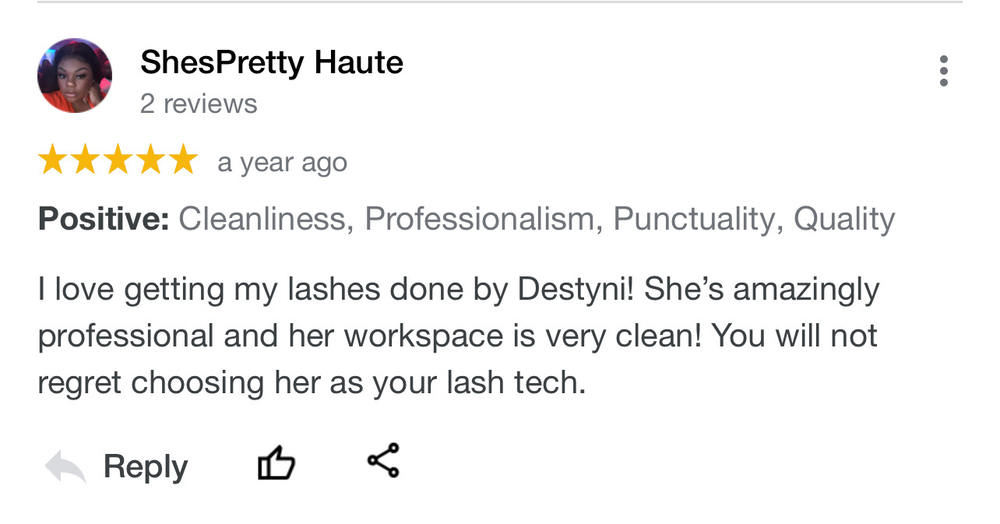 ShesPretty Haute
2 reviews
a year ago
Positive: Cleanliness, Professionalism, Punctuality, Quality
I love getting my lashes done by Destyni! She’s amazingly
professional and her workspace is very clean! You will not
regret choosing her as your lash tech.
Reply